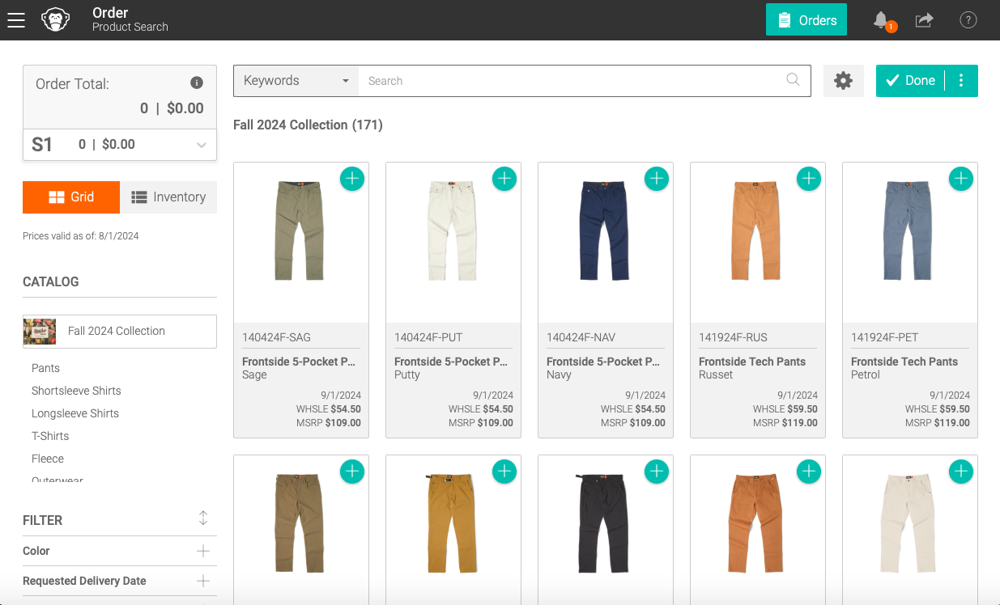 Order
Product Search
Orders
1
?
Order Total:
0 | $0.00
S1 0 | $0.00
Keywords
Search
Done
Fall 2024 Collection (171)
Grid
Inventory
Prices valid as of: 8/1/2024
CATALOG
Fall 2024 Collection
Pants
Shortsleeve Shirts
Longsleeve Shirts
T-Shirts
Fleece
Outerwear
FILTER
Color
Requested Delivery Date
140424F-SAG
Frontside 5-Pocket P...
Sage
9/1/2024
WHSLE $54.50
MSRP $109.00
140424F-PUT
Frontside 5-Pocket P...
Putty
9/1/2024
WHSLE $54.50
MSRP $109.00
140424F-NAV
Frontside 5-Pocket P...
Navy
9/1/2024
WHSLE $54.50
MSRP $109.00
141924F-RUS
Frontside Tech Pants
Russet
9/1/2024
WHSLE $59.50
MSRP $119.00
141924F-PET
Frontside Tech Pants
Petrol
9/1/2024
WHSLE $59.50
MSRP $119.00